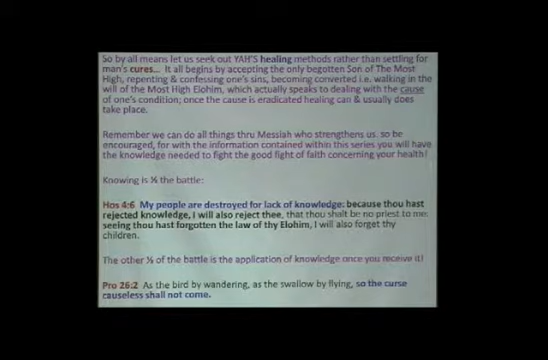 So by all means let us seek out YAH'S healing methods rather than settling for
man's cures... It all begins by accepting the only begotten Son of The Most
High, repenting & confessing one's sins, becoming converted i.e. walking in the
will of the Most High Elohim, which actually speaks to dealing with the cause
of one's condition; once the cause is eradicated healing can & usually does
take place.
Remember we can do all things thru Messiah who strengthens us. so be
encouraged, for with the information contained within this series you will have
the knowledge needed to fight the good fight of faith concerning your health!
Knowing is ½ the battle:
Hos 4:6 My people are destroyed for lack of knowledge: because thou hast
rejected knowledge, I will also reject thee, that thou shalt be no priest to me:
seeing thou hast forgotten the law of thy Elohim, I will also forget thy
children.
The other ½ of the battle is the application of knowledge once you receive it!
Pro 26:2 As the bird by wandering, as the swallow by flying, so the curse
causeless shall not come.